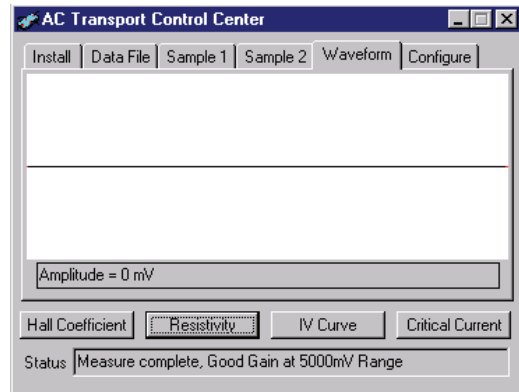 AC Transport Control Center
Install Data File Sample 1 Sample 2 Waveform Configure
Amplitude = 0 mV
Hall Coefficient Resistivity IV Curve Critical Current
Status Measure complete, Good Gain at 5000mV Range